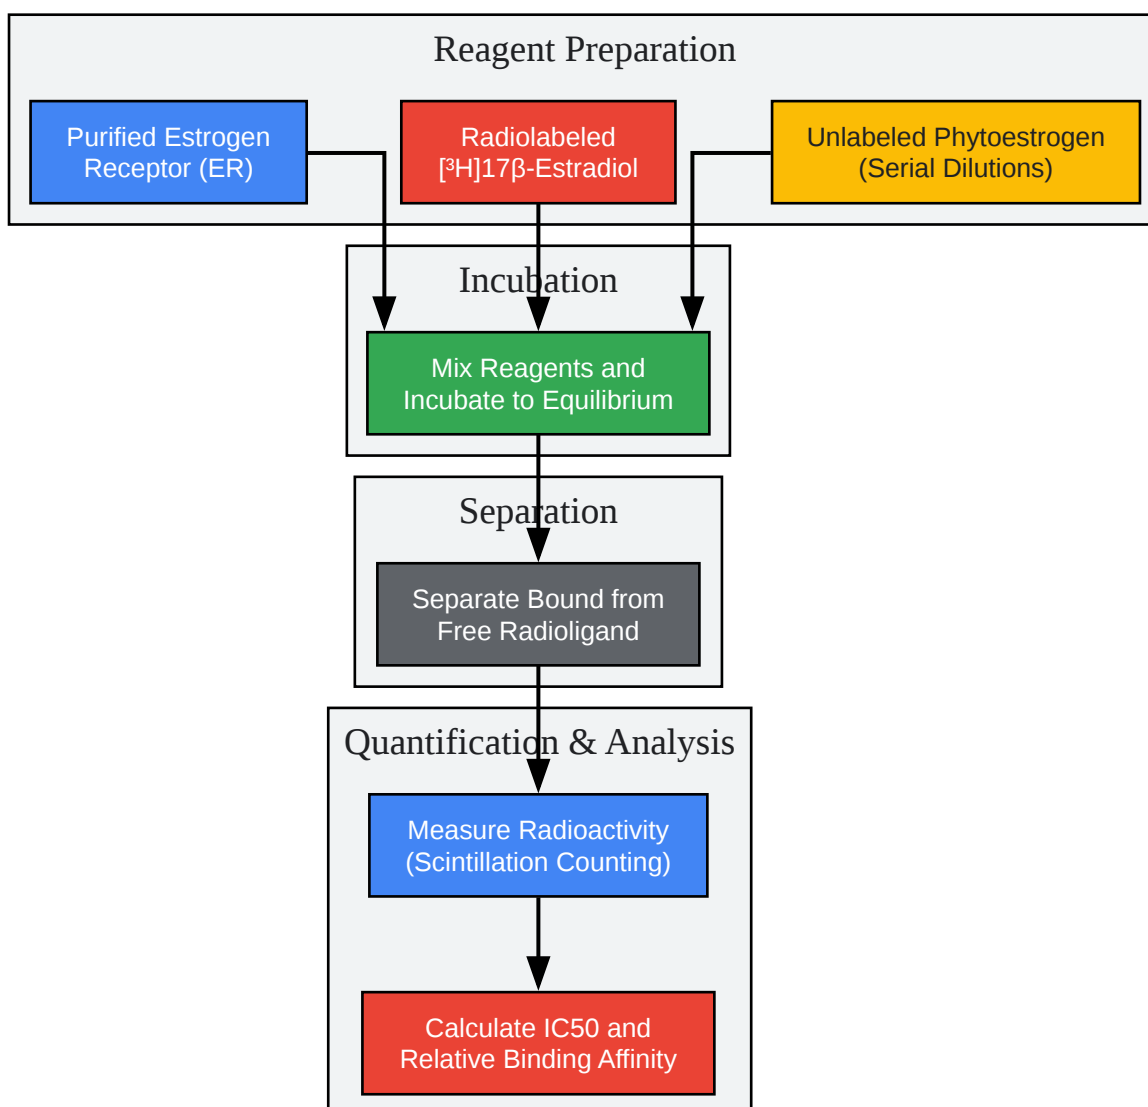 Reagent Preparation
Purified Estrogen
Receptor (ER)
Radiolabeled
[³H]17β-Estradiol
Unlabeled Phytoestrogen
(Serial Dilutions)
Incubation
Mix Reagents and
Incubate to Equilibrium
Separation
Separate Bound from
Free Radioligand
Quantification & Analysis
Measure Radioactivity
(Scintillation Counting)
Calculate IC50 and
Relative Binding Affinity